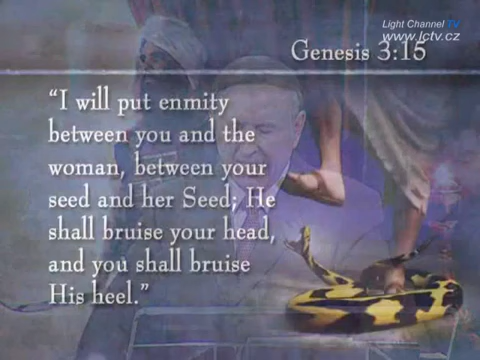 Light Channel TV
www.lctv.cz
Genesis 3:15
“I will put enmity
between you and the
woman, between your
seed and her Seed; He
shall bruise your head,
and you shall bruise
His heel.”